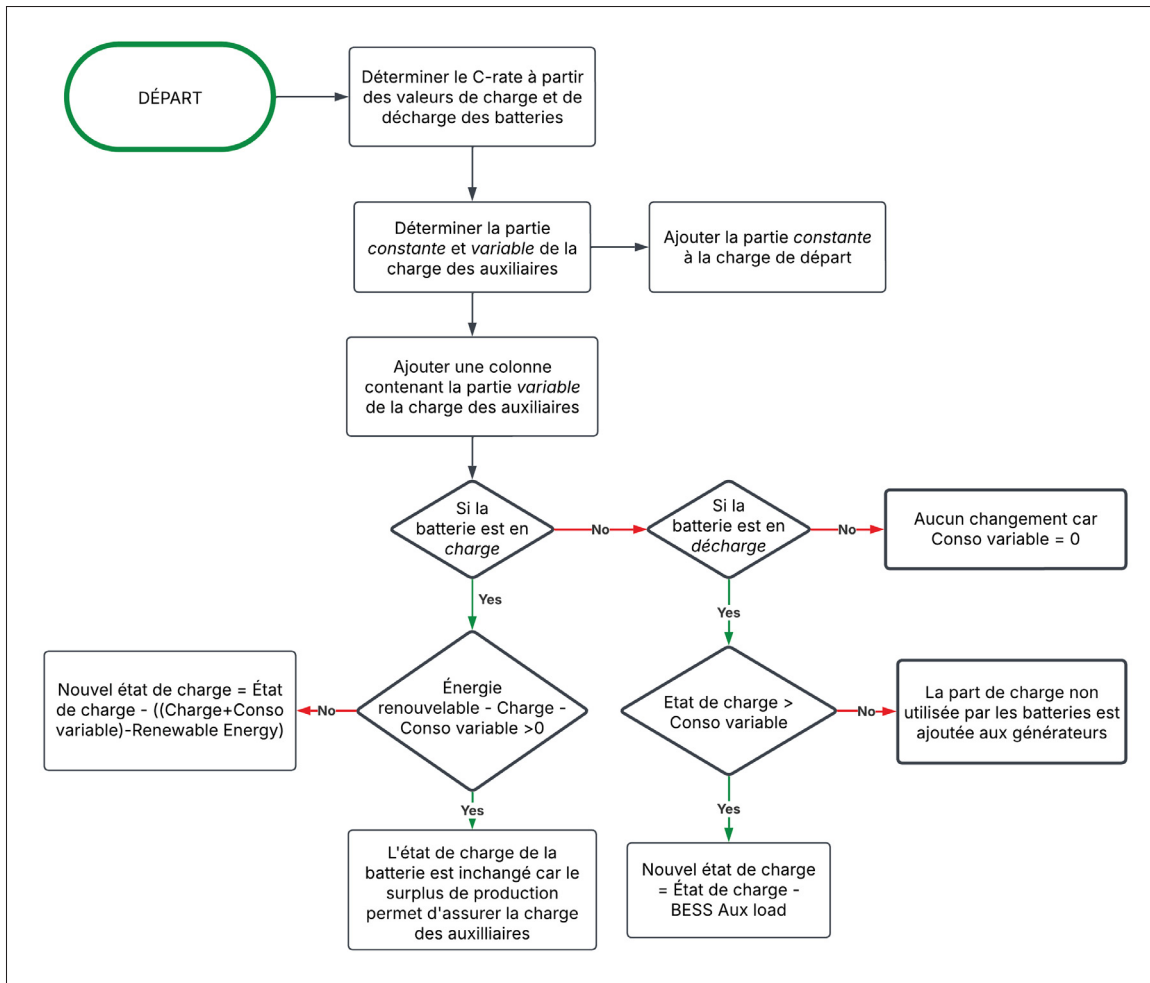 DÉPART
Déterminer le C-rate à partir
des valeurs de charge et de
décharge des batteries
Déterminer la partie
constante et variable de la
charge des auxiliaires
Ajouter la partie constante
à la charge de départ
Ajouter une colonne
contenant la partie variable
de la charge des auxiliaires
Si la
batterie est en
charge
No
Si la
batterie est en
décharge
No
Aucun changement car
Conso variable = 0
Yes
Yes
Nouvel état de charge = État
de charge - ((Charge+Conso
variable)-Renewable Energy)
No
Énergie
renouvelable - Charge -
Conso variable >0
Etat de charge >
Conso variable
No
La part de charge non
utilisée par les batteries est
ajoutée aux générateurs
Yes
Yes
L'état de charge de la
batterie est inchangé car le
surplus de production
permet d'assurer la charge
des auxilliaires
Nouvel état de charge
= État de charge -
BESS Aux load